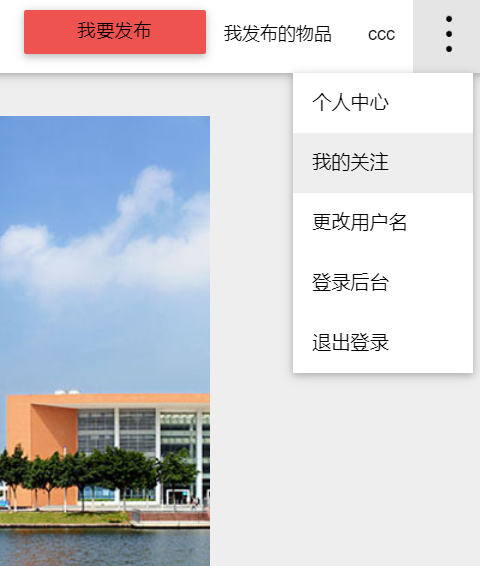 我要发布
我发布的物品
ccc
个人中心
我的关注
更改用户名
登录后台
退出登录